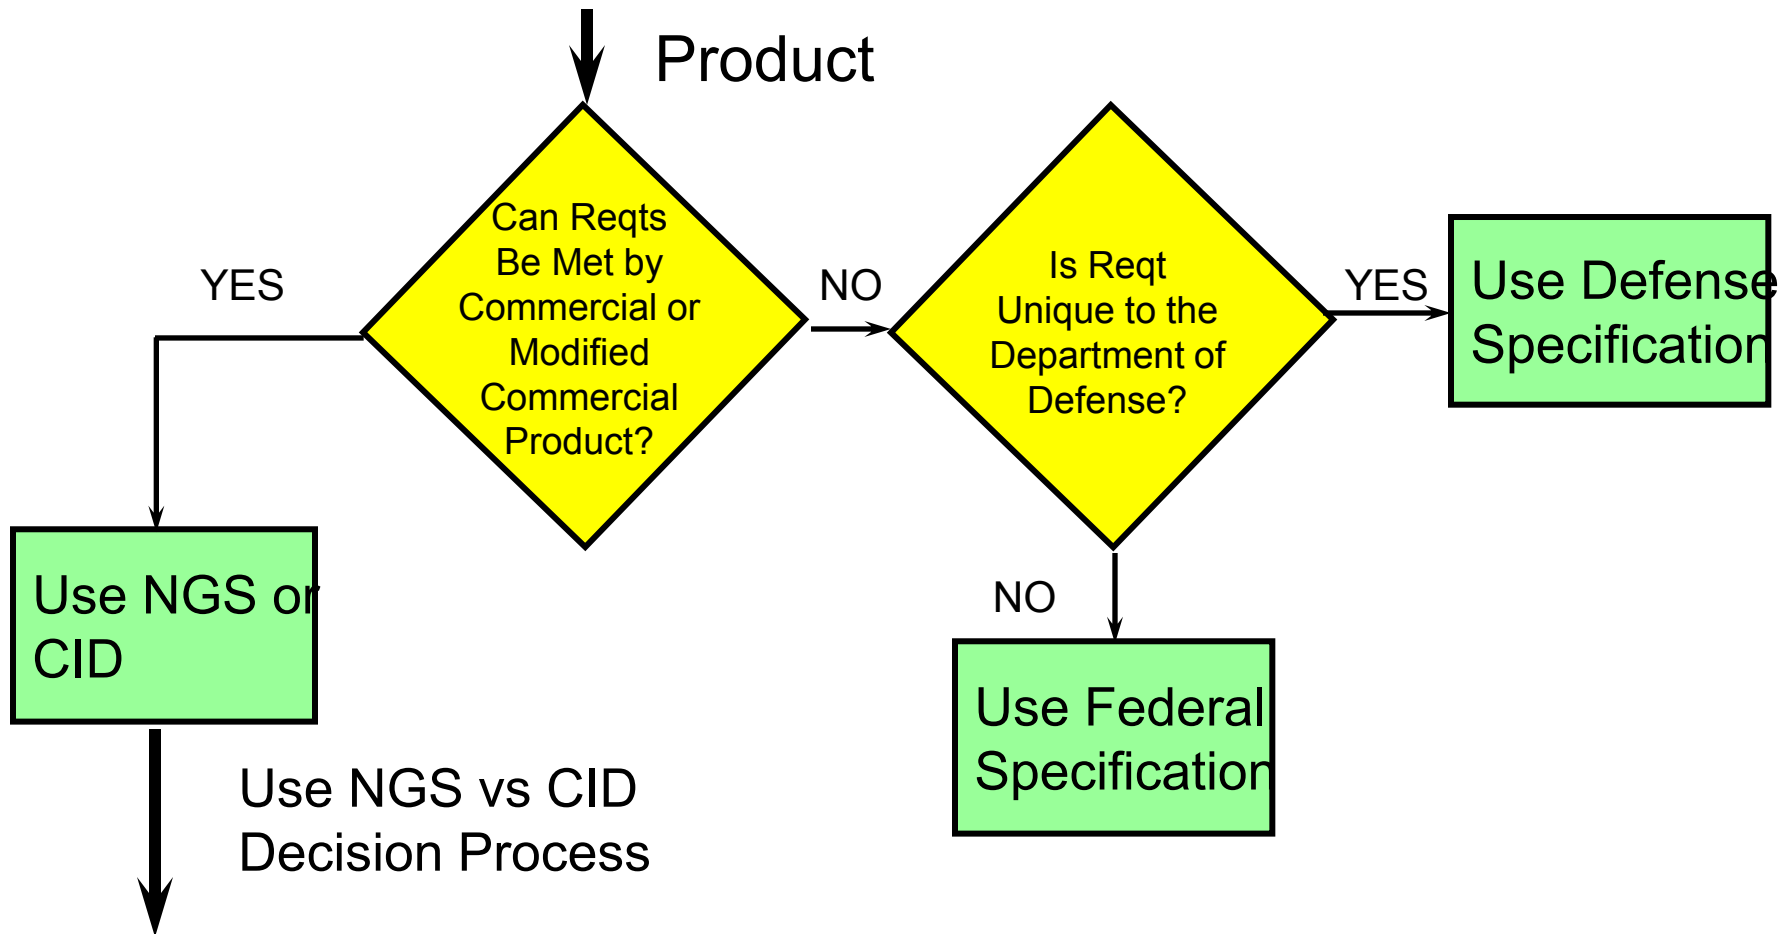 Product
Can Reqts
Be Met by
Commercial or
Modified
Commercial
Product?
YES
NO
Is Reqt
Unique to the
Department of
Defense?
YES
Use Defense
Specification
NO
Use Federal
Specification
Use NGS or
CID
Use NGS vs CID
Decision Process